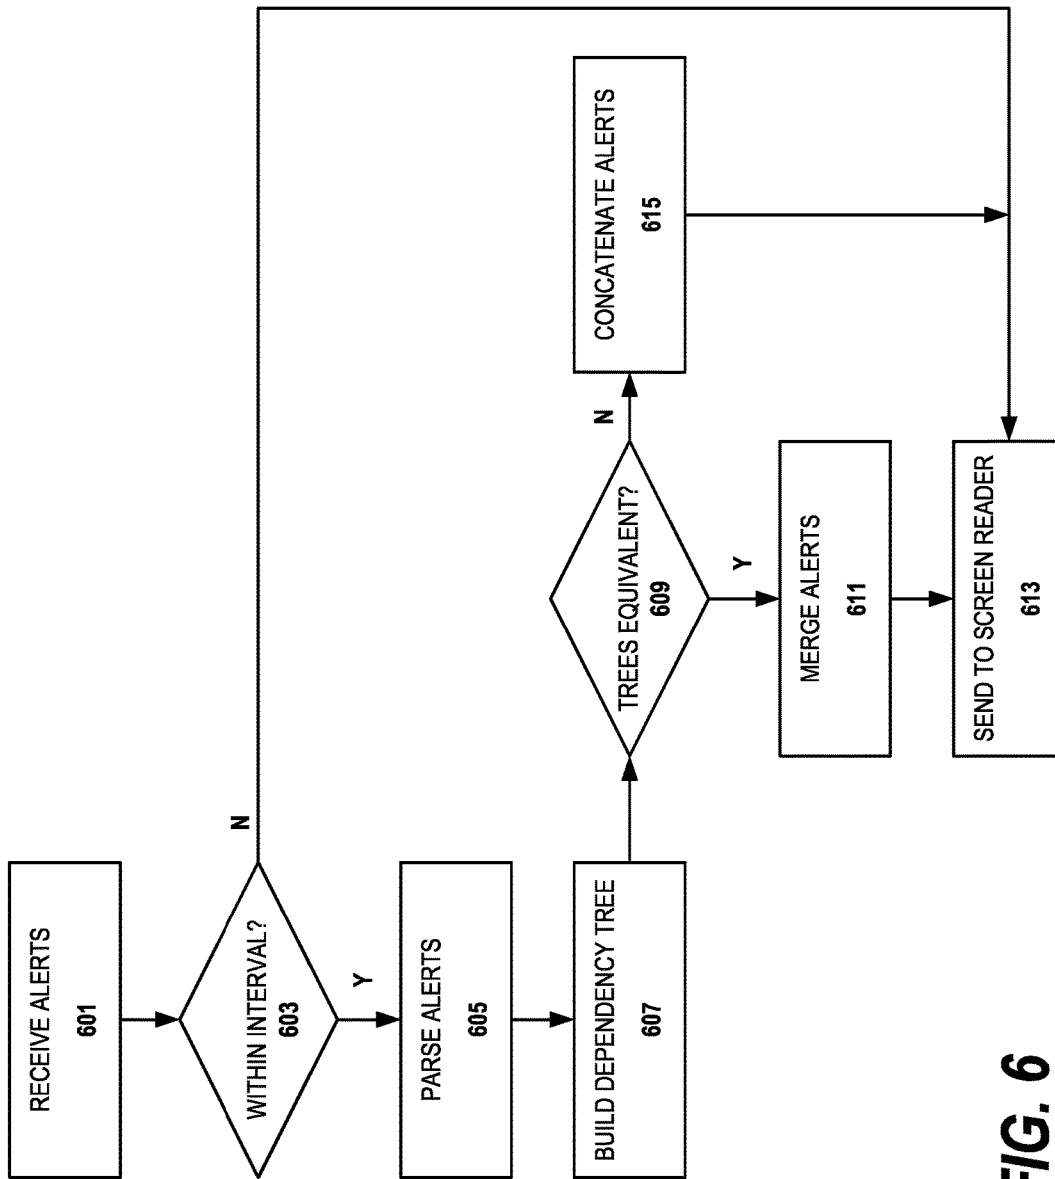 RECEIVE ALERTS
601
WITHIN INTERVAL?
603
N
Y
PARSE ALERTS
605
BUILD DEPENDENCY TREE
607
TREES EQUIVALENT?
609
N
Y
CONCATENATE ALERTS
615
MERGE ALERTS
611
SEND TO SCREEN READER
613
FIG. 6